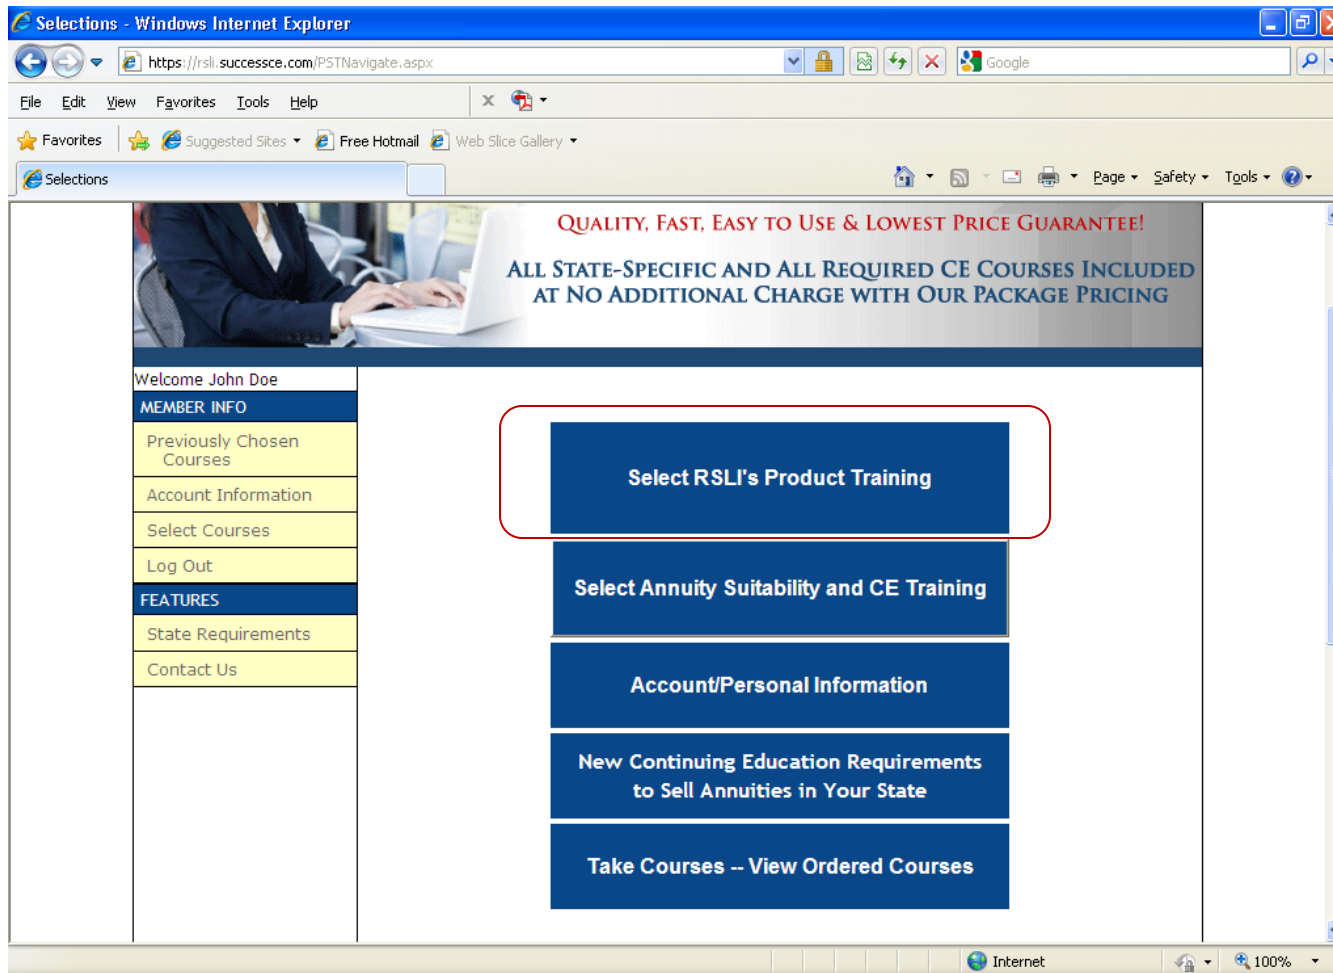 Selections - Windows Internet Explorer
https://rsli.successce.com/PSTNavigate.aspx
Google
File Edit View Favorites Tools Help
x
Favorites Suggested Sites Free Hotmail Web Slice Gallery
Selections
Page Safety Tools
QUALITY, FAST, EASY TO USE & LOWEST PRICE GUARANTEE!
ALL STATE-SPECIFIC AND ALL REQUIRED CE COURSES INCLUDED
AT NO ADDITIONAL CHARGE WITH OUR PACKAGE PRICING
Welcome John Doe
MEMBER INFO
Previously Chosen
Courses
Account Information
Select Courses
Log Out
FEATURES
State Requirements
Contact Us
Select RSLI's Product Training
Select Annuity Suitability and CE Training
Account/Personal Information
New Continuing Education Requirements
to Sell Annuities in Your State
Take Courses -- View Ordered Courses
Internet
100%